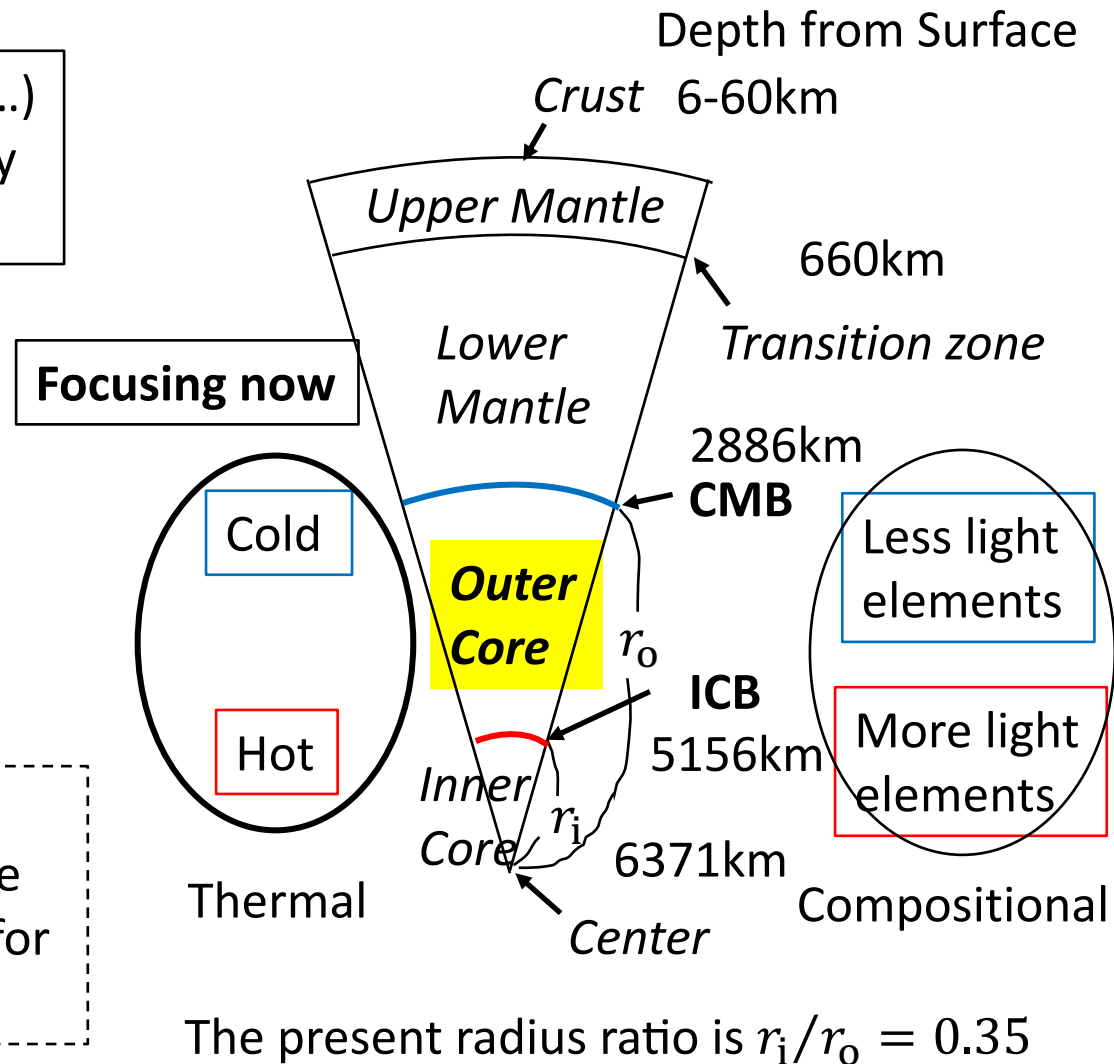 Depth from Surface
..)
y
Crust 6-60km
Upper Mantle
660km
Transition zone
Lower
Mantle
Focusing now
2886km
CMB
Cold
Hot
Thermal
Outer
Core
r_o
ICB
5156km
Inner
Core
r_i
6371km
Center
Less light
elements
More light
elements
Compositional
e
for
The present radius ratio is r_i/r_o = 0.35